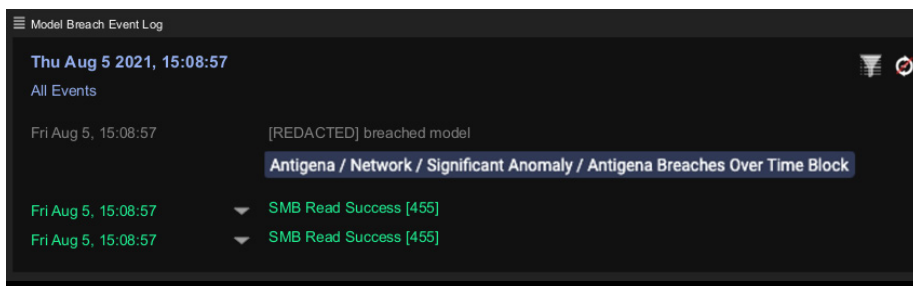 Model Breach Event Log
Thu Aug 5 2021, 15:08:57
All Events
Fri Aug 5, 15:08:57 [REDACTED] breached model
Antigena / Network / Significant Anomaly / Antigena Breaches Over Time Block
Fri Aug 5, 15:08:57 SMB Read Success [455]
Fri Aug 5, 15:08:57 SMB Read Success [455]